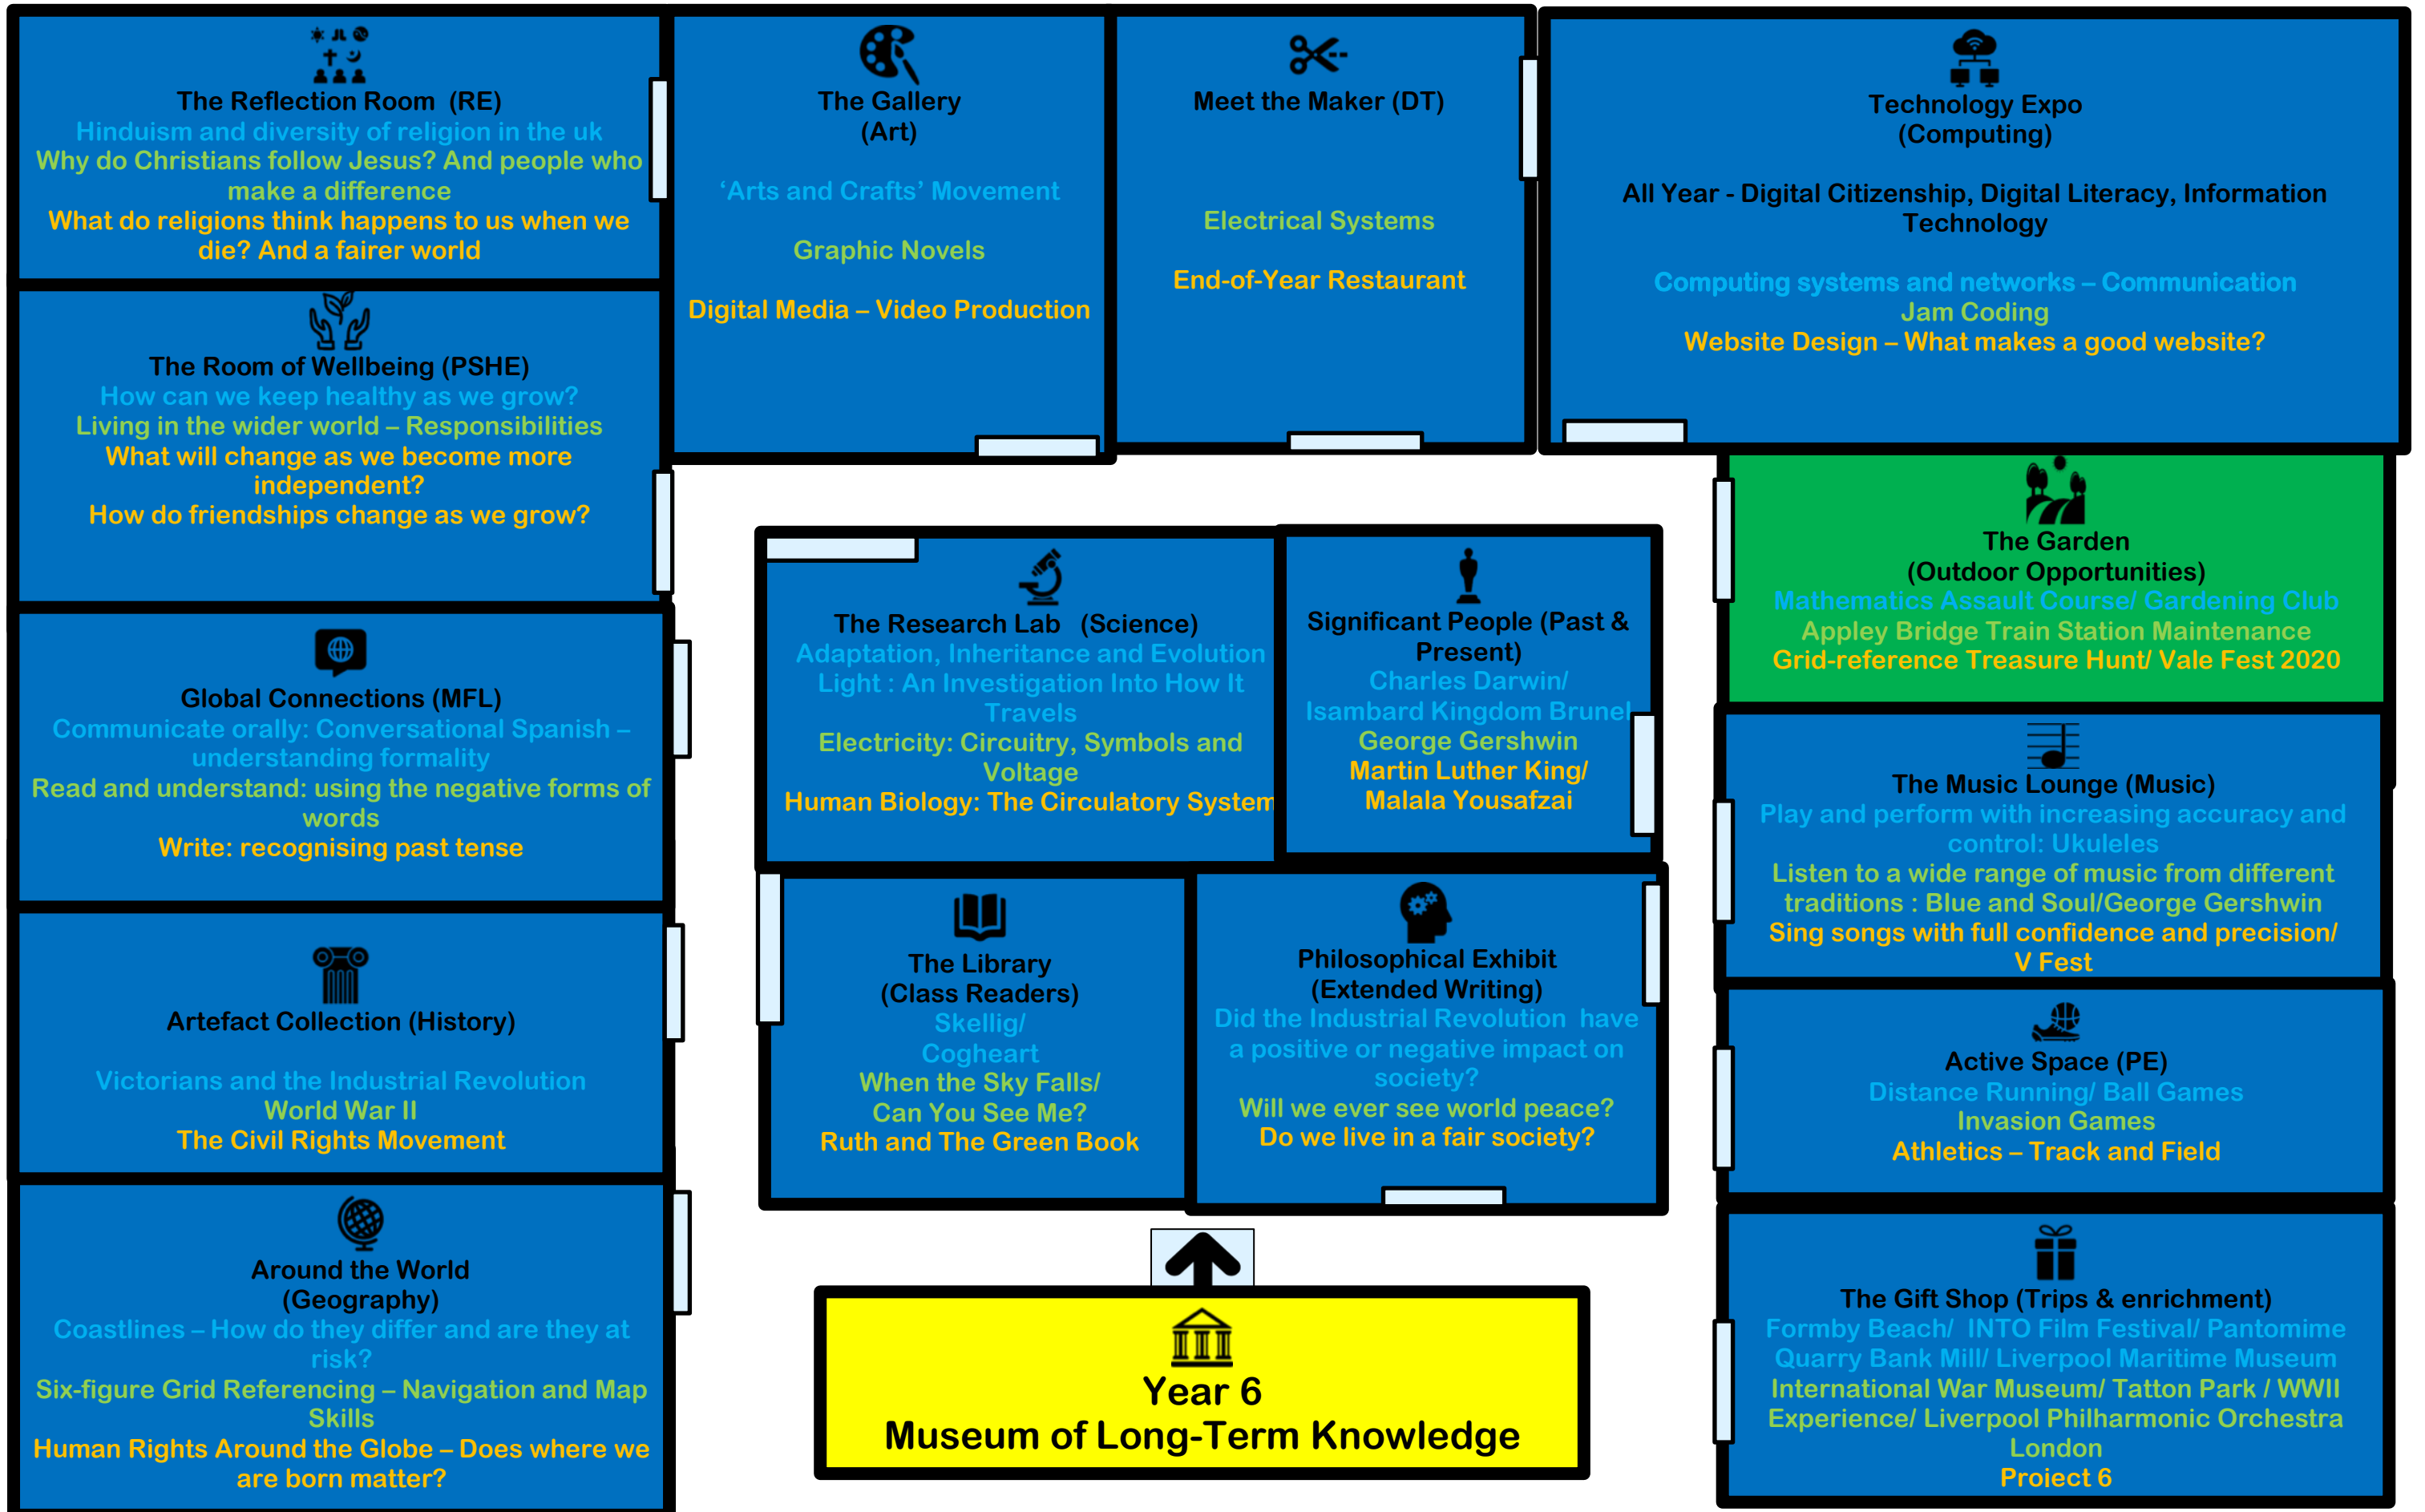 The Reflection Room  (RE)
Hinduism and diversity of religion in the uk
Why do Christians follow Jesus? And people who
make a difference
What do religions think happens to us when we
die? And a fairer world
The Gallery
(Art)
‘Arts and Crafts’ Movement
Graphic Novels
Digital Media – Video Production
Meet the Maker (DT)
Electrical Systems
End-of-Year Restaurant
Technology Expo
(Computing)
All Year - Digital Citizenship, Digital Literacy, Information
Technology
Computing systems and networks – Communication
Jam Coding
Website Design – What makes a good website?
The Room of Wellbeing (PSHE)
How can we keep healthy as we grow?
Living in the wider world – Responsibilities
What will change as we become more
independent?
How do friendships change as we grow?
The Garden
(Outdoor Opportunities)
Mathematics Assault Course/ Gardening Club
Appley Bridge Train Station Maintenance
Grid-reference Treasure Hunt/ Vale Fest 2020
The Research Lab   (Science)
Adaptation, Inheritance and Evolution
Light : An Investigation Into How It
Travels
Electricity: Circuitry, Symbols and
Voltage
Human Biology: The Circulatory System
Significant People (Past &
Present)
Charles Darwin/
Isambard Kingdom Brunel
George Gershwin
Martin Luther King/
Malala Yousafzai
Global Connections (MFL)
Communicate orally: Conversational Spanish –
understanding formality
Read and understand: using the negative forms of
words
Write: recognising past tense
The Music Lounge (Music)
Play and perform with increasing accuracy and
control: Ukuleles
Listen to a wide range of music from different
traditions : Blue and Soul/George Gershwin
Sing songs with full confidence and precision/
V Fest
The Library
(Class Readers)
Skellig/
Cogheart
When the Sky Falls/
Can You See Me?
Ruth and The Green Book
Philosophical Exhibit
(Extended Writing)
Did the Industrial Revolution  have
a positive or negative impact on
society?
Will we ever see world peace?
Do we live in a fair society?
Artefact Collection (History)
Victorians and the Industrial Revolution
World War II
The Civil Rights Movement
Active Space (PE)
Distance Running/ Ball Games
Invasion Games
Athletics – Track and Field
Around the World
(Geography)
Coastlines – How do they differ and are they at
risk?
Six-figure Grid Referencing – Navigation and Map
Skills
Human Rights Around the Globe – Does where we
are born matter?
Year 6
Museum of Long-Term Knowledge
The Gift Shop (Trips & enrichment)
Formby Beach/  INTO Film Festival/ Pantomime
Quarry Bank Mill/ Liverpool Maritime Museum
International War Museum/ Tatton Park / WWII
Experience/ Liverpool Philharmonic Orchestra
London
Project 6